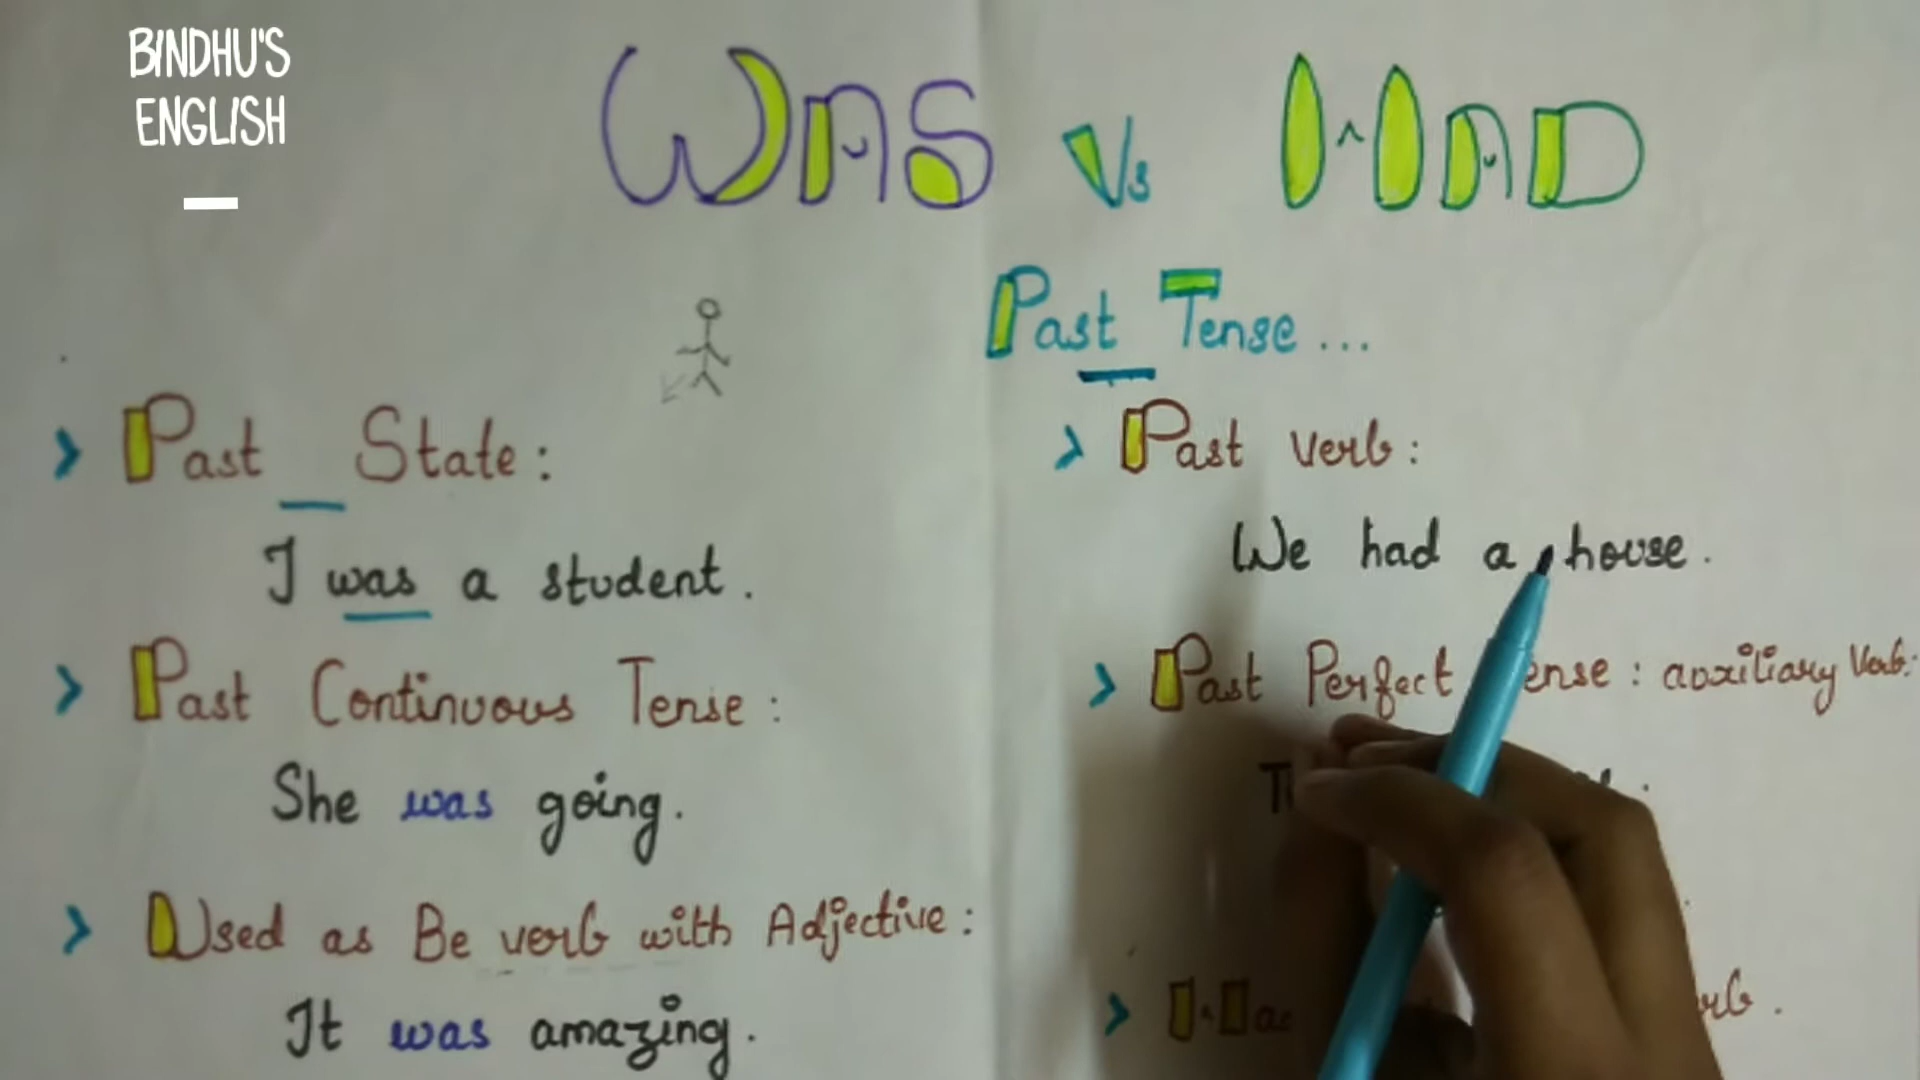 BINDHU'S
ENGLISH
WAS Vs HAD
Past Tense...
> Past State:
I was a student.
> Past Continuous Tense:
She was going.
> Used as Be verb with Adjective:
It was amazing.
> Past Verb:
We had a house.
> Past Perfect ense: auxiliary Verb: